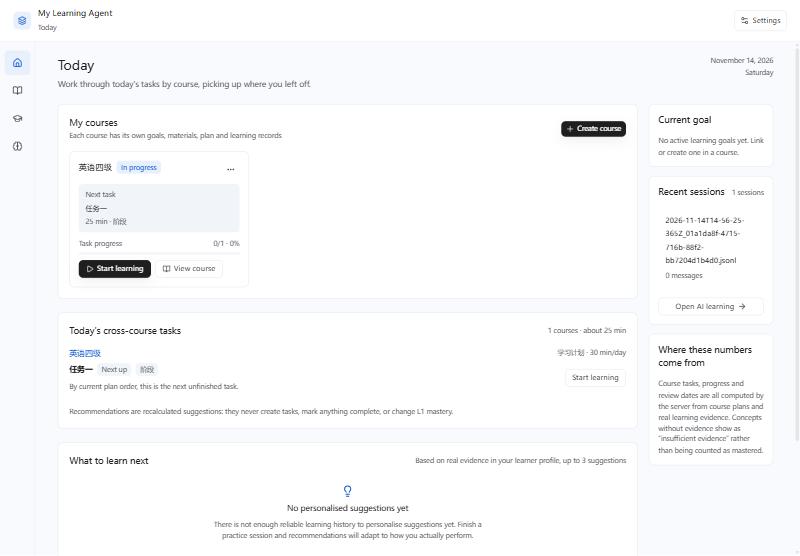 My Learning Agent
Today
Settings
Today
Work through today's tasks by course, picking up where you left off.
November 14, 2026
Saturday
My courses
Each course has its own goals, materials, plan and learning records
Create course
英语四级
In progress
...
Next task
任务一
25 min · 阶段
Task progress
0/1 · 0%
Start learning
View course
Today's cross-course tasks
1 courses · about 25 min
英语四级
学习计划 · 30 min/day
任务一
Next up
阶段
Start learning
By current plan order, this is the next unfinished task.
Recommendations are recalculated suggestions: they never create tasks, mark anything complete, or change L1 mastery.
What to learn next
Based on real evidence in your learner profile, up to 3 suggestions
No personalised suggestions yet
There is not enough reliable learning history to personalise suggestions yet. Finish a
practice session and recommendations will adapt to how you actually perform.
Current goal
No active learning goals yet. Link
or create one in a course.
Recent sessions
1 sessions
2026-11-14T14-56-25-
365Z_01a1da8f-4715-
716b-88f2-
bb7204d1b4d0.jsonl
0 messages
Open AI learning →
Where these numbers
come from
Course tasks, progress and
review dates are all computed by
the server from course plans and
real learning evidence. Concepts
without evidence show as
"insufficient evidence" rather
than being counted as mastered.